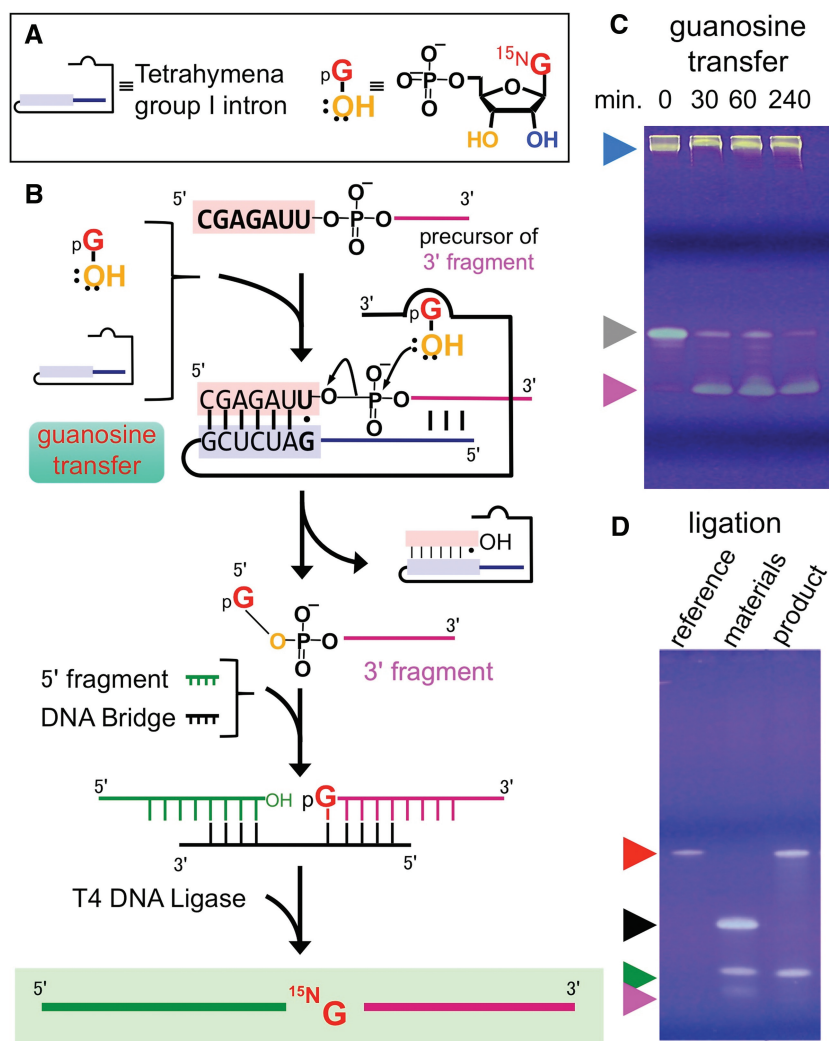 A
≡ Tetrahymena
group I intron
pG
:OH
≡
O⁻
O=P-O
O
O
15N G
HO OH
B
5'
CGAGAUU-O-P-O
O⁻
O
3'
precursor of
3' fragment
pG
:OH
3'
pG
:OH
5'
CGAGAUU-O-P-O
O⁻
O
3'
GCUCUAG
5'
guanosine
transfer
OH
5'
pG
O-P-O
O⁻
O
3'
3' fragment
5' fragment
DNA Bridge
5'
OH pG
3'
3'
5'
T4 DNA Ligase
5'
15N G
3'
C
guanosine
transfer
min. 0 30 60 240
D
ligation
reference
materials
product